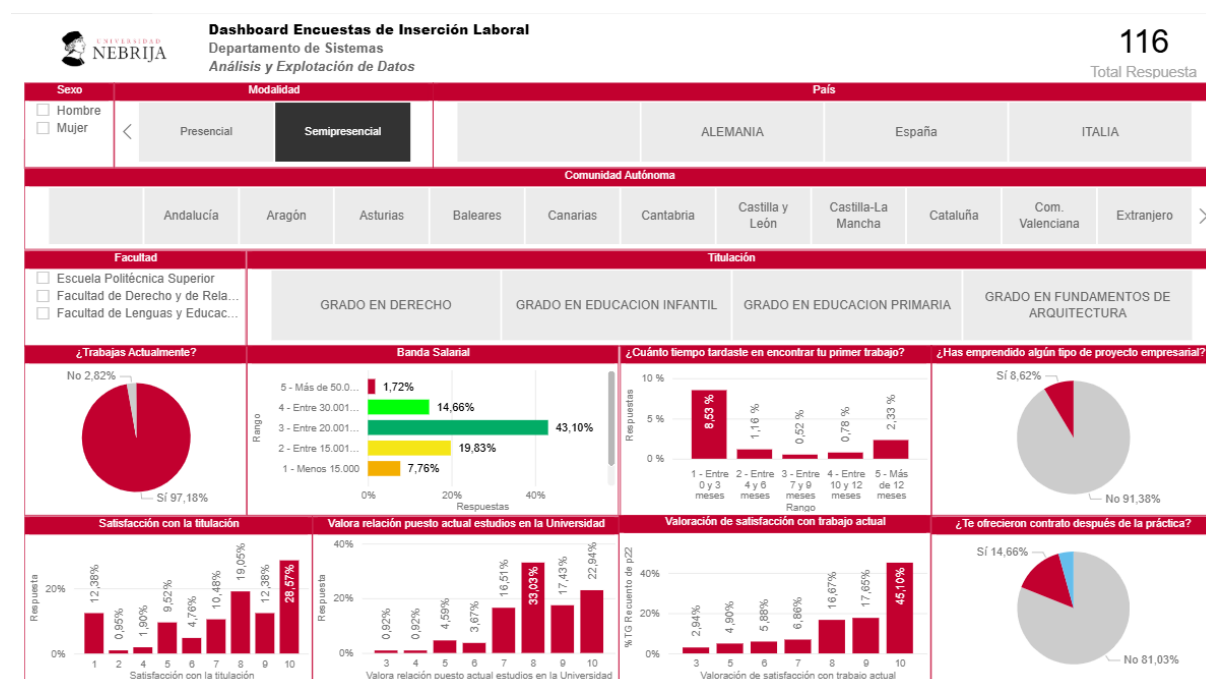 UNIVERSIDAD
NEBRIJA
Dashboard Encuestas de Inserción Laboral
Departamento de Sistemas
Análisis y Explotación de Datos
116
Total Respuesta
Sexo
Hombre
Mujer
Modalidad
Presencial
Semipresencial
País
ALEMANIA
España
ITALIA
Comunidad Autónoma
Andalucía
Aragón
Asturias
Baleares
Canarias
Cantabria
Castilla y
León
Castilla-La
Mancha
Cataluña
Com.
Valenciana
Extranjero
Facultad
Escuela Politécnica Superior
Facultad de Derecho y de Rela...
Facultad de Lenguas y Educac...
Titulación
GRADO EN DERECHO
GRADO EN EDUCACION INFANTIL
GRADO EN EDUCACION PRIMARIA
GRADO EN FUNDAMENTOS DE
ARQUITECTURA
¿Trabajas Actualmente?
No 2,82%
Sí 97,18%
Banda Salarial
Rango
5 - Más de 50.0... 1,72%
4 - Entre 30.001... 14,66%
3 - Entre 20.001... 43,10%
2 - Entre 15.001... 19,83%
1 - Menos 15.000 7,76%
0% 20% 40%
Respuestas
¿Cuánto tiempo tardaste en encontrar tu primer trabajo?
Respuestas
10 %
5 %
0 %
8,53 % 1,16 % 0,52 % 0,78 % 2,33 %
1 - Entre 2 - Entre 3 - Entre 4 - Entre 5 - Más
0 y 3 4 y 6 7 y 9 10 y 12 de 12
meses meses meses meses meses
Rango
¿Has emprendido algún tipo de proyecto empresarial?
Sí 8,62%
No 91,38%
Satisfacción con la titulación
Respuesta
20%
0%
12,38% 0,95% 1,90% 9,52% 4,76% 10,48% 19,05% 12,38% 28,57%
1 2 4 5 6 7 8 9 10
Satisfacción con la titulación
Valora relación puesto actual estudios en la Universidad
Respuesta
40%
20%
0%
0,92% 0,92% 4,59% 3,67% 16,51% 33,03% 17,43% 22,94%
3 4 5 6 7 8 9 10
Valora relación puesto actual estudios en la Universidad
Valoración de satisfacción con trabajo actual
%TG Recuento de p22
40%
20%
0%
2,94% 4,90% 5,88% 6,86% 16,67% 17,65% 45,10%
3 5 6 7 8 9 10
Valoración de satisfacción con trabajo actual
¿Te ofrecieron contrato después de la práctica?
Sí 14,66%
No 81,03%